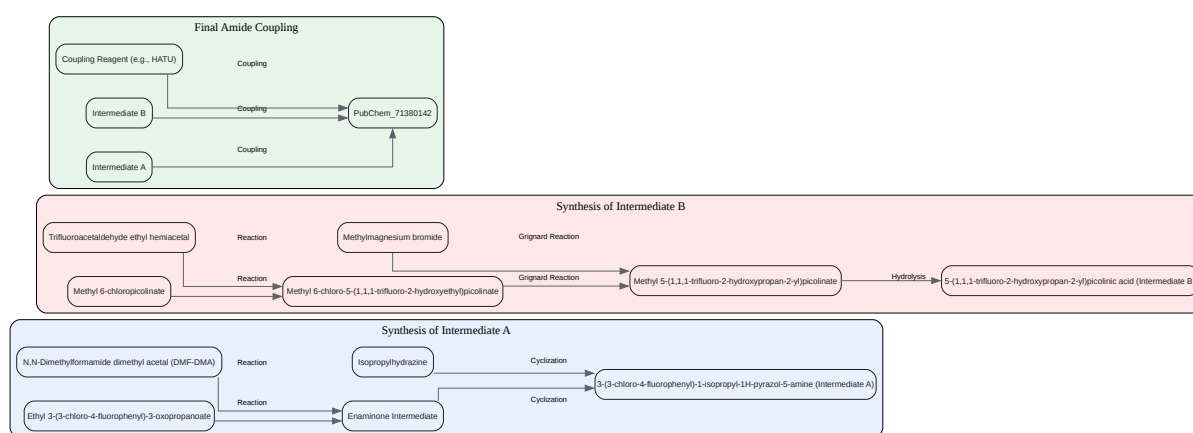 Final Amide Coupling
Coupling Reagent (e.g., HATU)
Coupling
Intermediate B
Coupling
PubChem_71380142
Coupling
Intermediate A
Synthesis of Intermediate B
Trifluoroacetaldehyde ethyl hemiacetal
Reaction
Methylmagnesium bromide
Grignard Reaction
Methyl 6-chloropicolinate
Reaction
Methyl 6-chloro-5-(1,1,1-trifluoro-2-hydroxyethyl)picolinate
Grignard Reaction
Methyl 5-(1,1,1-trifluoro-2-hydroxypropan-2-yl)picolinate
Hydrolysis
5-(1,1,1-trifluoro-2-hydroxypropan-2-yl)picolinic acid (Intermediate B
Synthesis of Intermediate A
N,N-Dimethylformamide dimethyl acetal (DMF-DMA)
Reaction
Isopropylhydrazine
Cyclization
3-(3-chloro-4-fluorophenyl)-1-isopropyl-1H-pyrazol-5-amine (Intermediate A)
Ethyl 3-(3-chloro-4-fluorophenyl)-3-oxopropanoate
Reaction
Enaminone Intermediate
Cyclization